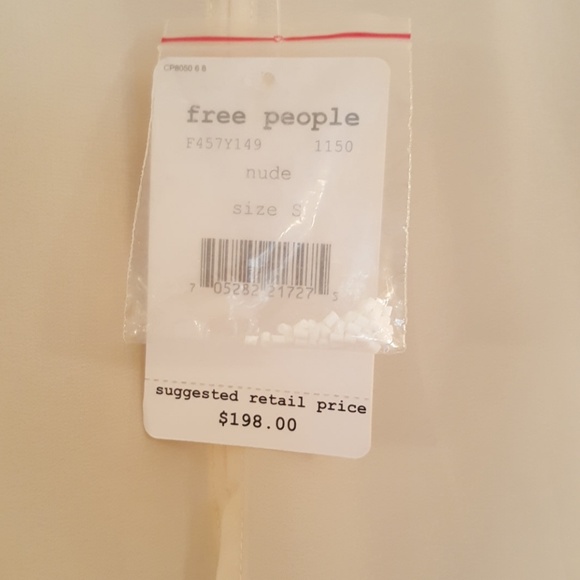 CP8050 6 8
free people
F457Y149 1150
nude
size S
7 05282 21727 3
suggested retail price
$198.00